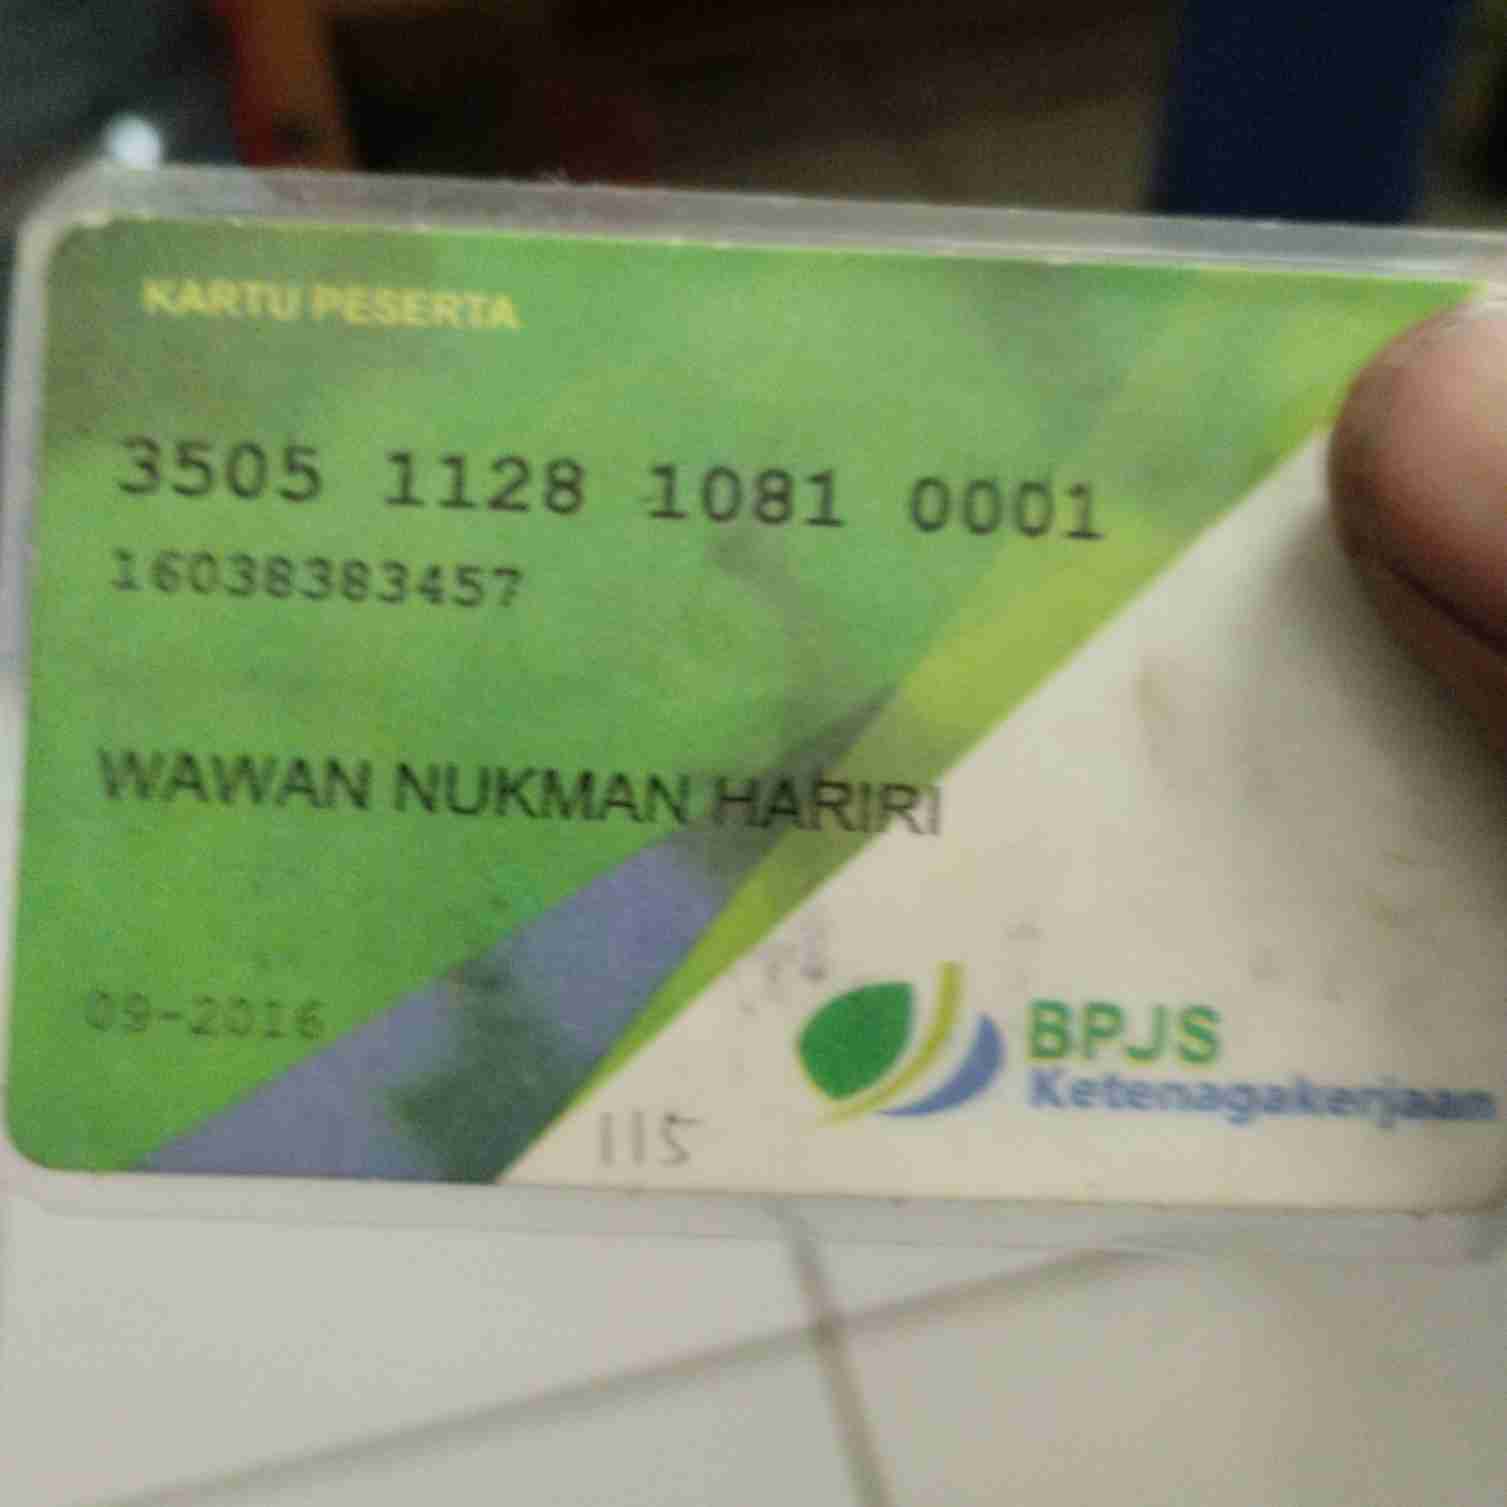 KARTU PESERTA
3505 1128 1081 0001
16038383457
WAWAN NUKMAN HARIRI
09-2016
BPJS
Ketenagakerjaan
115